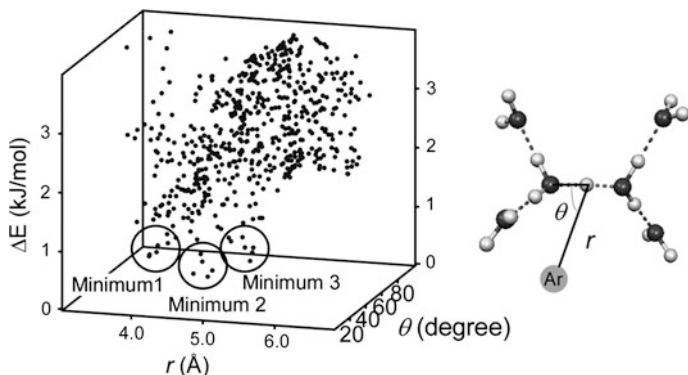 ΔE (kJ/mol)
3
2
1
0
3
2
1
0
Minimum1
Minimum 2
Minimum 3
4.0
5.0
6.0
r (Å)
20
40
60
80
θ (degree)
θ
r
Ar